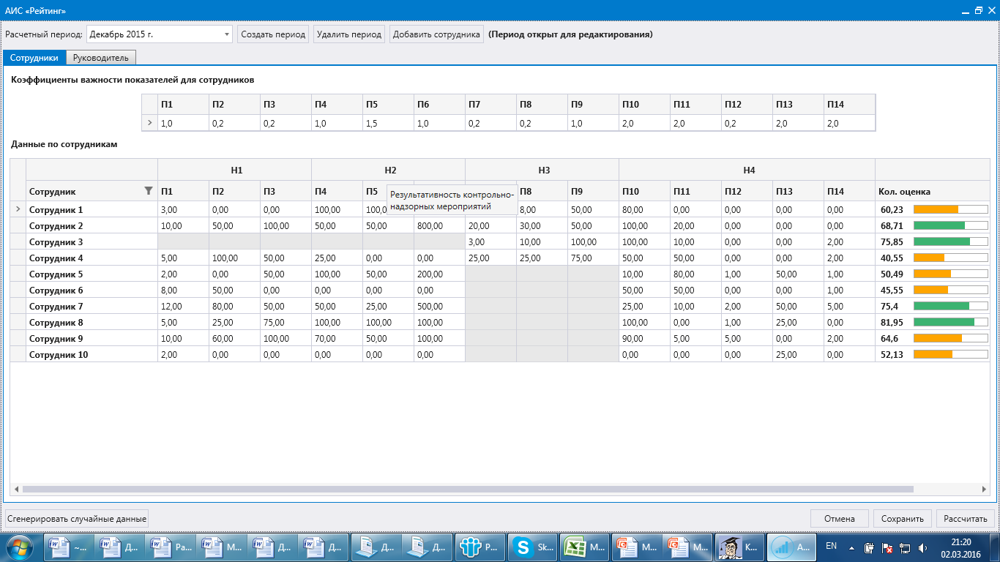 АИС «Рейтинг»
Расчетный период: Декабрь 2015 г. Создать период Удалить период Добавить сотрудника (Период открыт для редактирования)
Сотрудники Руководитель
Коэффициенты важности показателей для сотрудников
П1 П2 П3 П4 П5 П6 П7 П8 П9 П10 П11 П12 П13 П14
1,0 0,2 0,2 1,0 1,5 1,0 0,2 0,2 1,0 2,0 2,0 0,2 2,0 2,0
Данные по сотрудникам
Н1 Н2 Н3 Н4
Сотрудник П1 П2 П3 П4 П5 П8 П9 П10 П11 П12 П13 П14 Кол. оценка
Результативность контрольно-
надзорных мероприятий
Сотрудник 1 3,00 0,00 0,00 100,00 8,00 50,00 80,00 0,00 0,00 0,00 0,00 60,23
Сотрудник 2 10,00 50,00 100,00 50,00 50,00 800,00 20,00 30,00 50,00 100,00 20,00 0,00 0,00 0,00 68,71
Сотрудник 3 3,00 10,00 100,00 100,00 10,00 0,00 0,00 2,00 75,85
Сотрудник 4 5,00 100,00 50,00 25,00 0,00 0,00 25,00 25,00 75,00 50,00 50,00 0,00 0,00 2,00 40,55
Сотрудник 5 2,00 0,00 50,00 100,00 50,00 200,00 10,00 80,00 1,00 50,00 1,00 50,49
Сотрудник 6 8,00 50,00 0,00 0,00 0,00 0,00 50,00 50,00 0,00 0,00 1,00 45,55
Сотрудник 7 12,00 80,00 50,00 50,00 25,00 500,00 25,00 10,00 2,00 50,00 5,00 75,4
Сотрудник 8 5,00 25,00 75,00 100,00 100,00 100,00 100,00 0,00 1,00 25,00 0,00 81,95
Сотрудник 9 10,00 60,00 100,00 70,00 50,00 100,00 90,00 5,00 5,00 0,00 2,00 64,6
Сотрудник 10 2,00 0,00 0,00 0,00 0,00 0,00 0,00 0,00 0,00 25,00 0,00 52,13
Сгенерировать случайные данные Отмена Сохранить Рассчитать
~... Д... Ра... М... Д... Д... Д... Д... Р... Sk... М... М... М... К... А... EN 21:20
02.03.2016